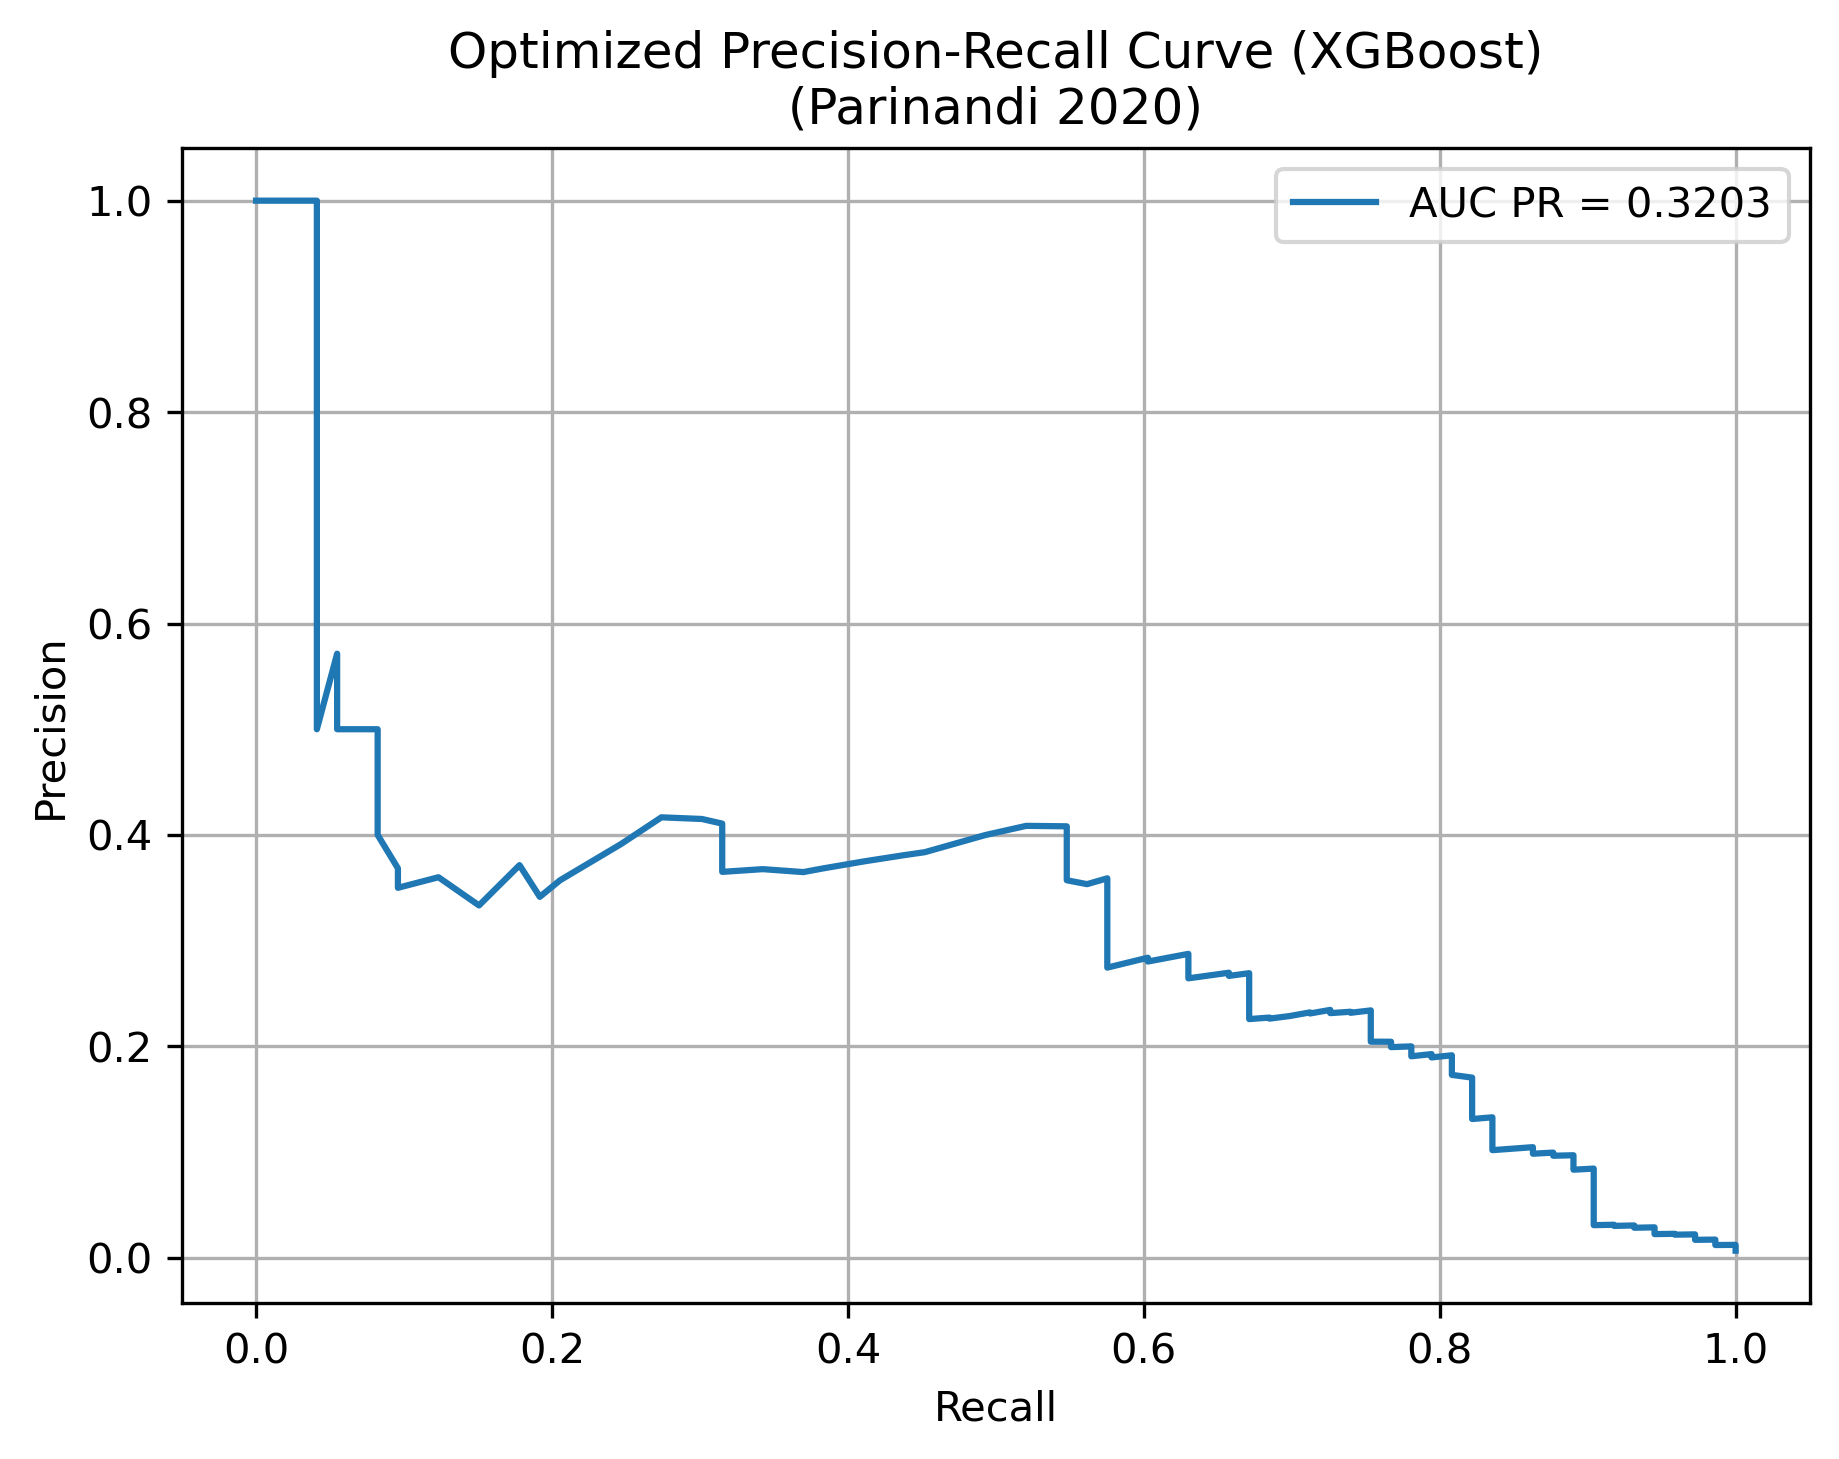 Optimized Precision-Recall Curve (XGBoost)
(Parinandi 2020)
AUC PR = 0.3203
1.0
0.8
0.6
0.4
0.2
0.0
Precision
0.0 0.2 0.4 0.6 0.8 1.0
Recall